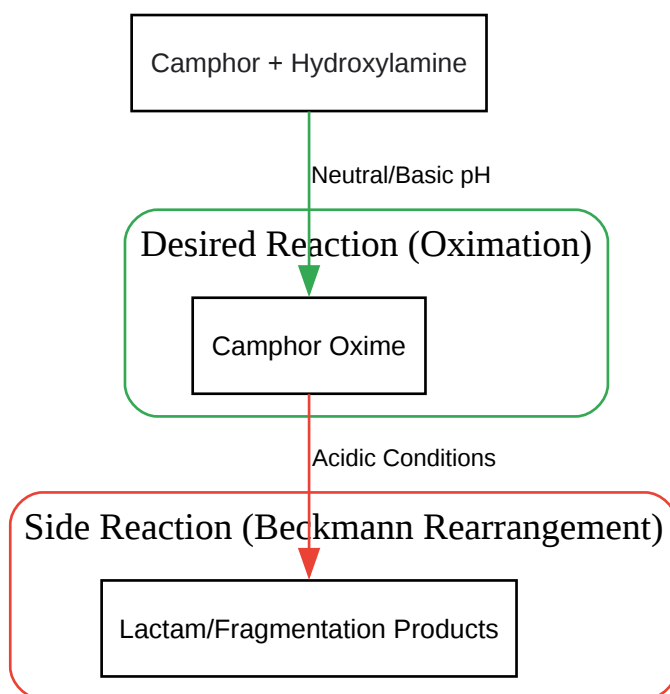 Camphor + Hydroxylamine
Neutral/Basic pH
Desired Reaction (Oximation)
Camphor Oxime
Acidic Conditions
Side Reaction (Beckmann Rearrangement)
Lactam/Fragmentation Products